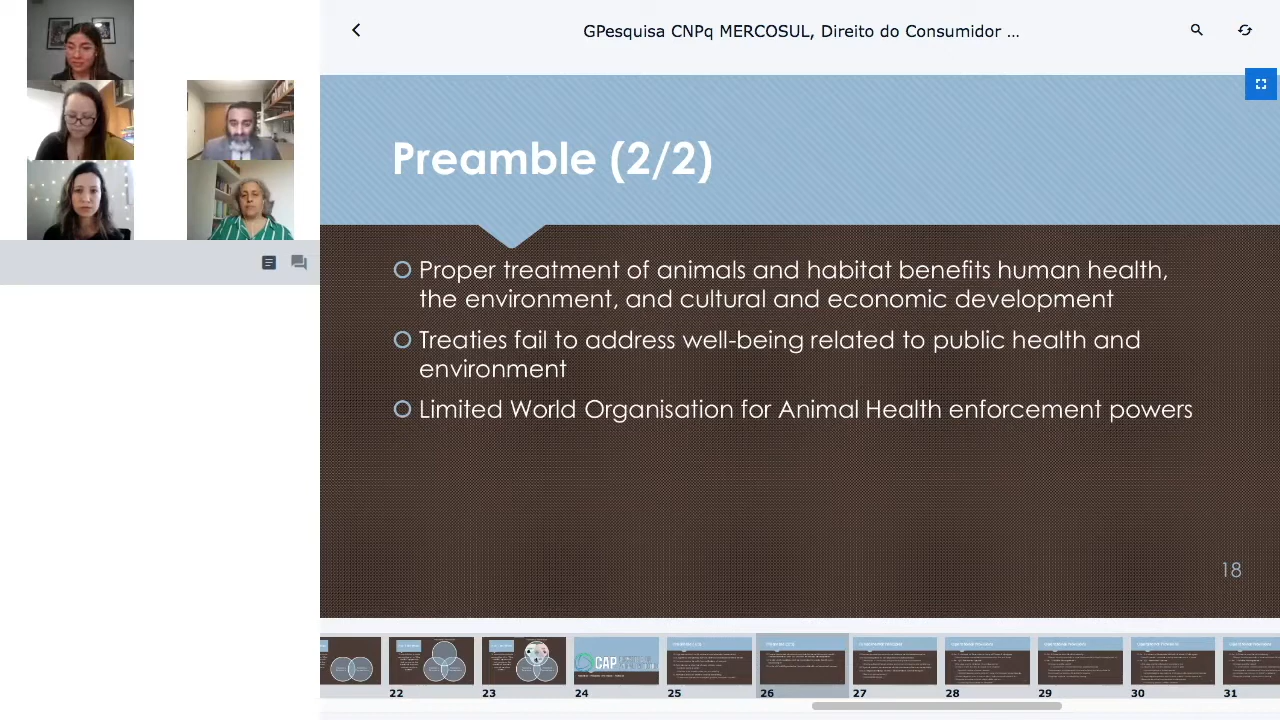 GPesquisa CNPq MERCOSUL, Direito do Consumidor ...
Preamble (2/2)
Proper treatment of animals and habitat benefits human health,
the environment, and cultural and economic development
Treaties fail to address well-being related to public health and
environment
Limited World Organisation for Animal Health enforcement powers
18
CAP
22
23
24
25
26
27
28
29
30
31